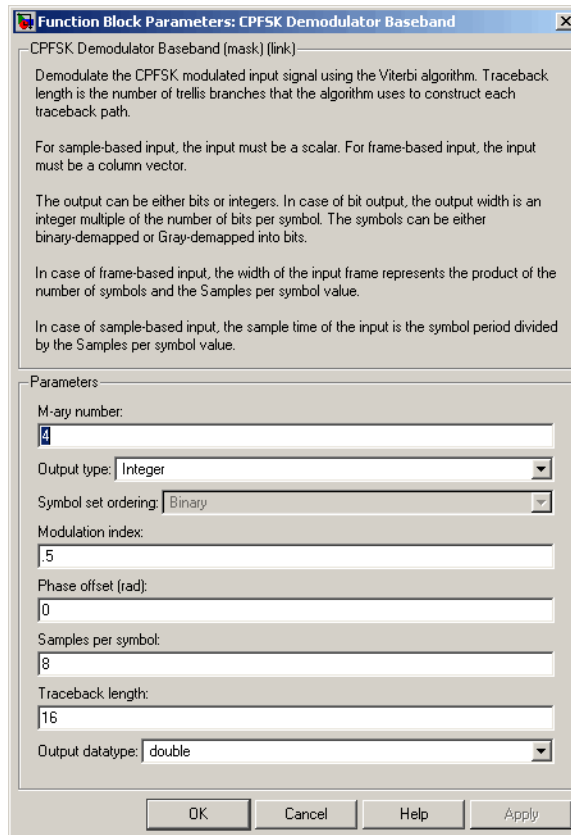 Function Block Parameters: CPFSK Demodulator Baseband
CPFSK Demodulator Baseband (mask) (link)
Demodulate the CPFSK modulated input signal using the Viterbi algorithm. Traceback
length is the number of trellis branches that the algorithm uses to construct each
traceback path.
For sample-based input, the input must be a scalar. For frame-based input, the input
must be a column vector.
The output can be either bits or integers. In case of bit output, the output width is an
integer multiple of the number of bits per symbol. The symbols can be either
binary-demapped or Gray-demapped into bits.
In case of frame-based input, the width of the input frame represents the product of the
number of symbols and the Samples per symbol value.
In case of sample-based input, the sample time of the input is the symbol period divided
by the Samples per symbol value.
Parameters
M-ary number:
4
Output type: Integer
Symbol set ordering: Binary
Modulation index:
.5
Phase offset (rad):
0
Samples per symbol:
8
Traceback length:
16
Output datatype: double
OK Cancel Help Apply